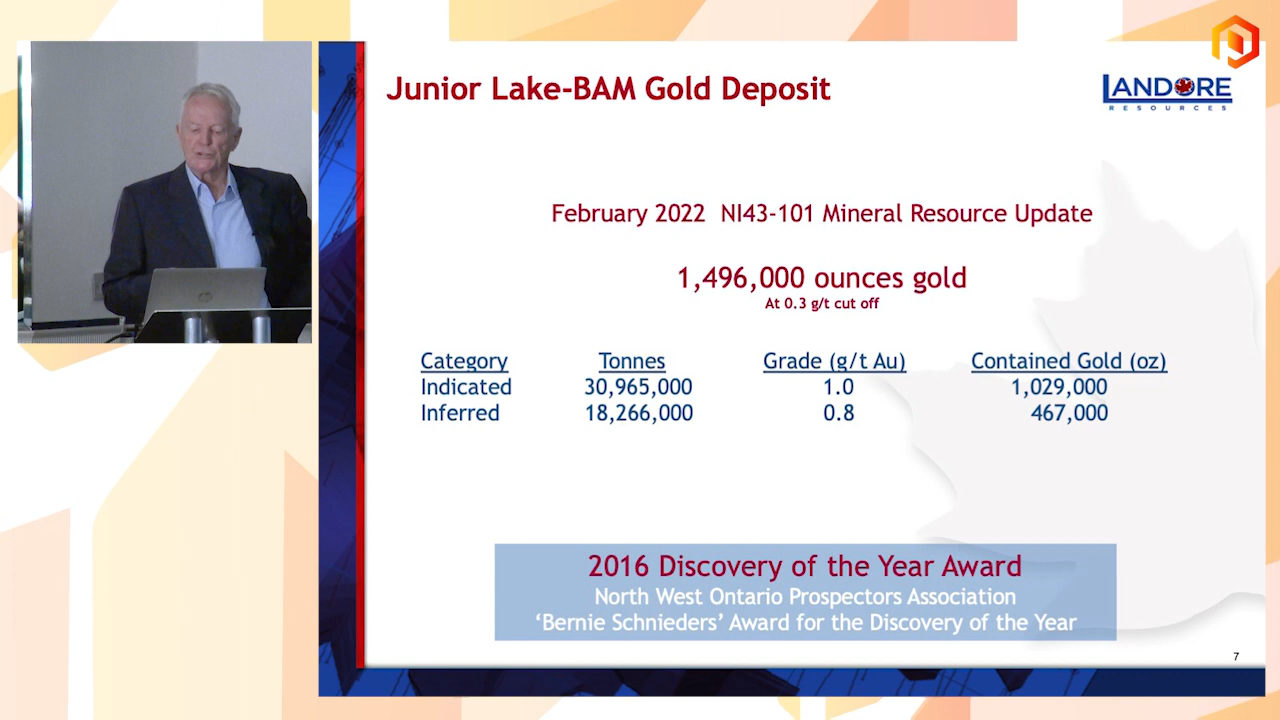 Junior Lake-BAM Gold Deposit
LANDORE
RESOURCES
February 2022 NI43-101 Mineral Resource Update
1,496,000 ounces gold
At 0.3 g/t cut off
Category Tonnes Grade (g/t Au) Contained Gold (oz)
Indicated 30,965,000 1.0 1,029,000
Inferred 18,266,000 0.8 467,000
2016 Discovery of the Year Award
North West Ontario Prospectors Association
‘Bernie Schnieders’ Award for the Discovery of the Year
7